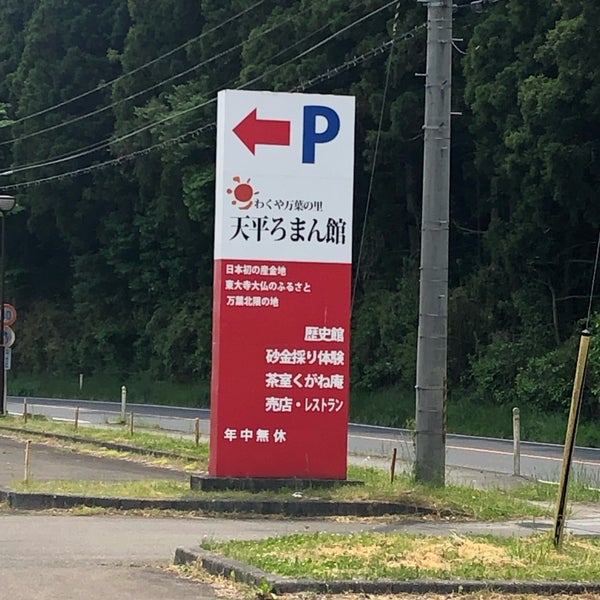 P
わくや万葉の里
天平ろまん館
日本初の産金地
東大寺大仏のふるさと
万葉北限の地
歴史館
砂金採り体験
茶室くがね庵
売店・レストラン
年中無休